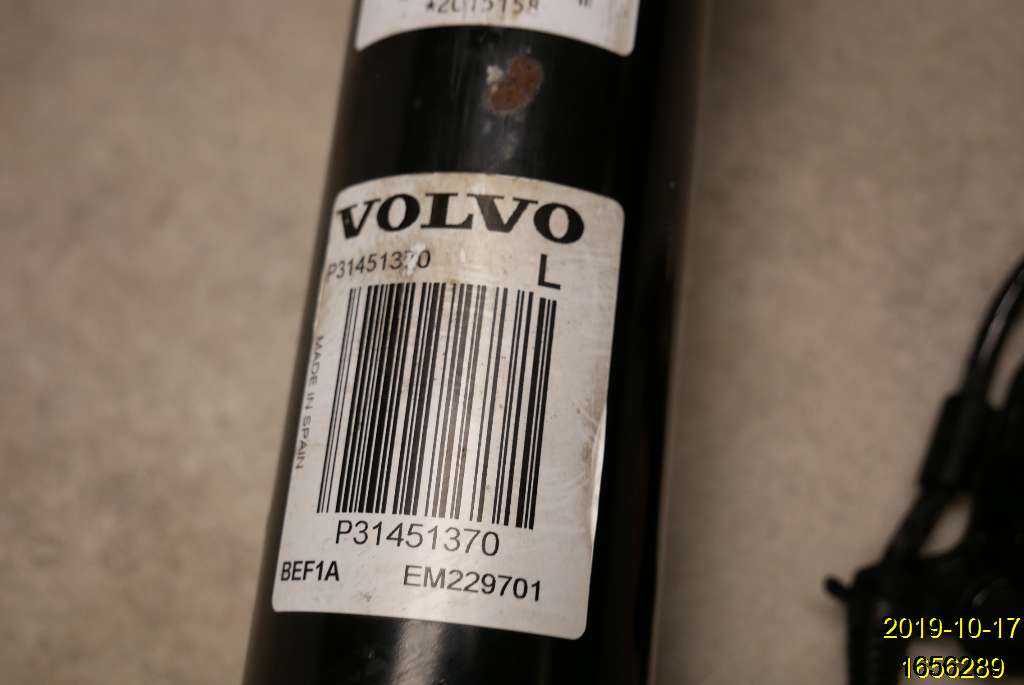 VOLVO
P31451370
L
MADE IN SPAIN
P31451370
BEF1A EM229701
2019-10-17
1656289